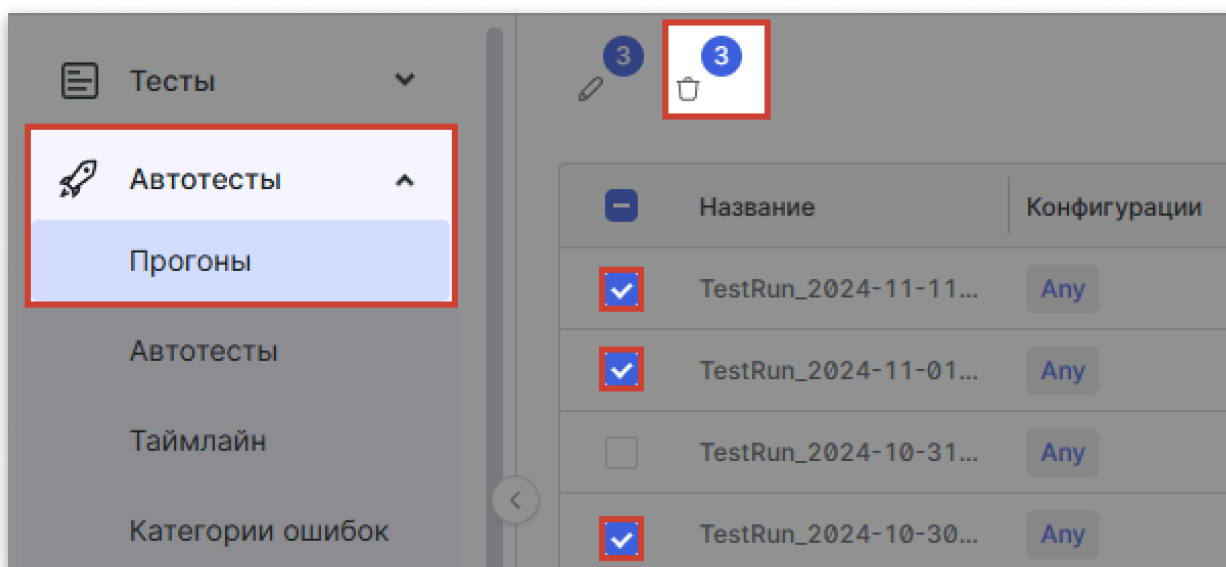 Тесты
Автотесты
Прогоны
Автотесты
Таймлайн
Категории ошибок
3 3
Название Конфигурации
TestRun_2024-11-11... Any
TestRun_2024-11-01... Any
TestRun_2024-10-31... Any
TestRun_2024-10-30... Any